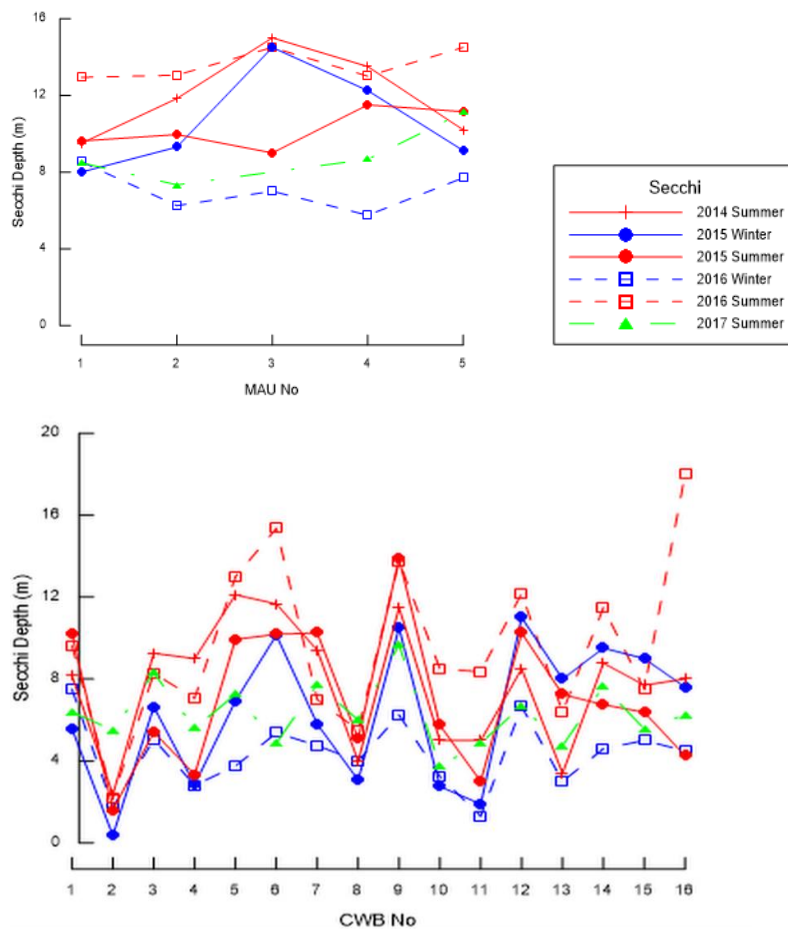 16
12
8
4
0
Secchi Depth (m)
1 2 3 4 5
MAU No
Secchi
2014 Summer
2015 Winter
2015 Summer
2016 Winter
2016 Summer
2017 Summer
20
16
12
8
4
0
Secchi Depth (m)
1 2 3 4 5 6 7 8 9 10 11 12 13 14 15 16
CWB No